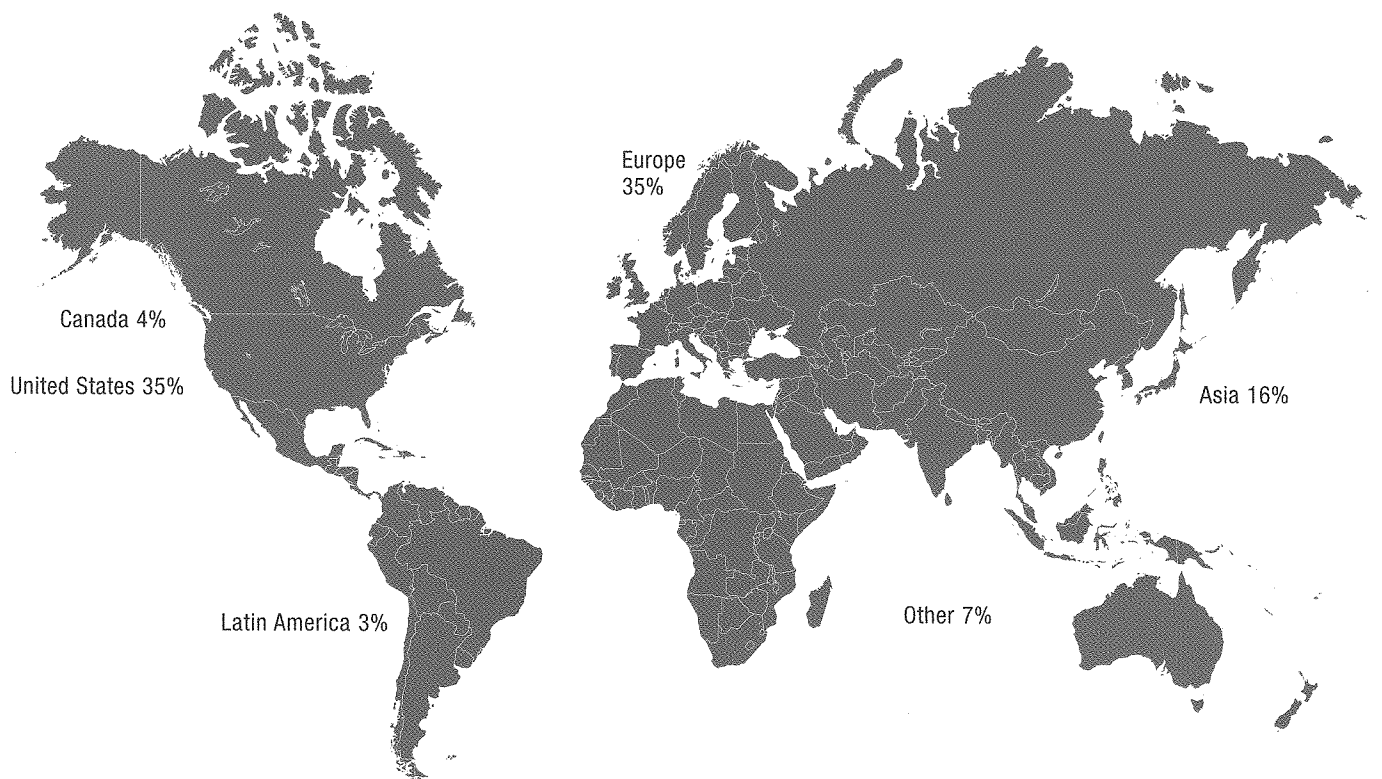 Europe
35%
Canada 4%
United States 35%
Asia 16%
Latin America 3%
Other 7%